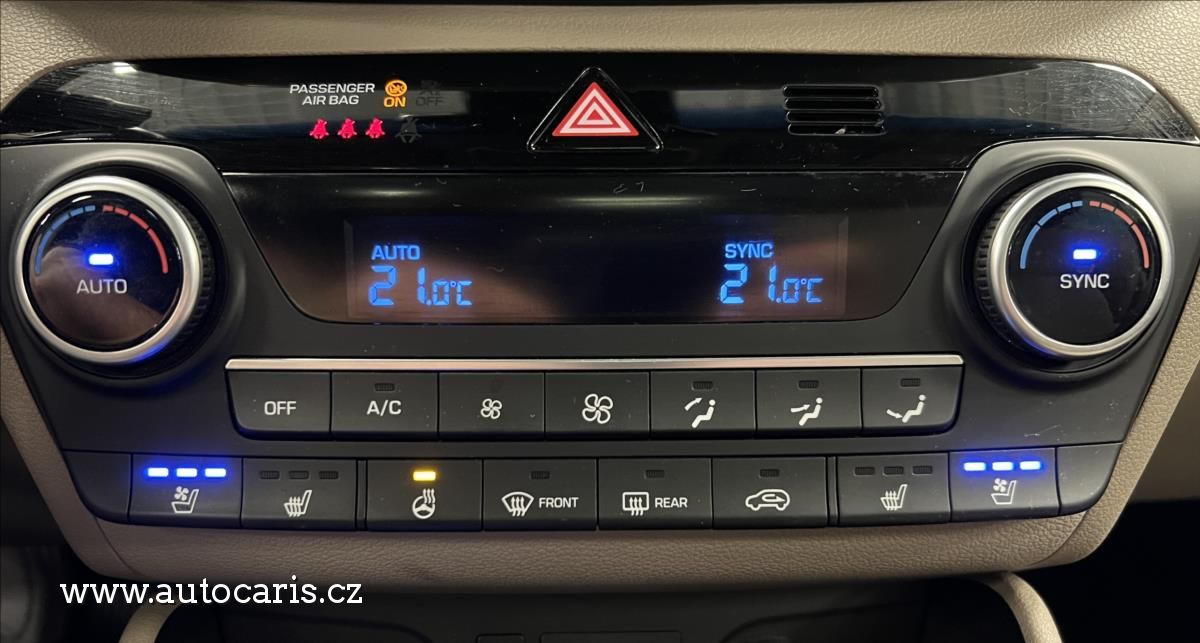 PASSENGER
AIR BAG
ON
OFF
AUTO
21.0°C
SYNC
21.0°C
AUTO
SYNC
OFF
A/C
FRONT
REAR
www.autocaris.cz